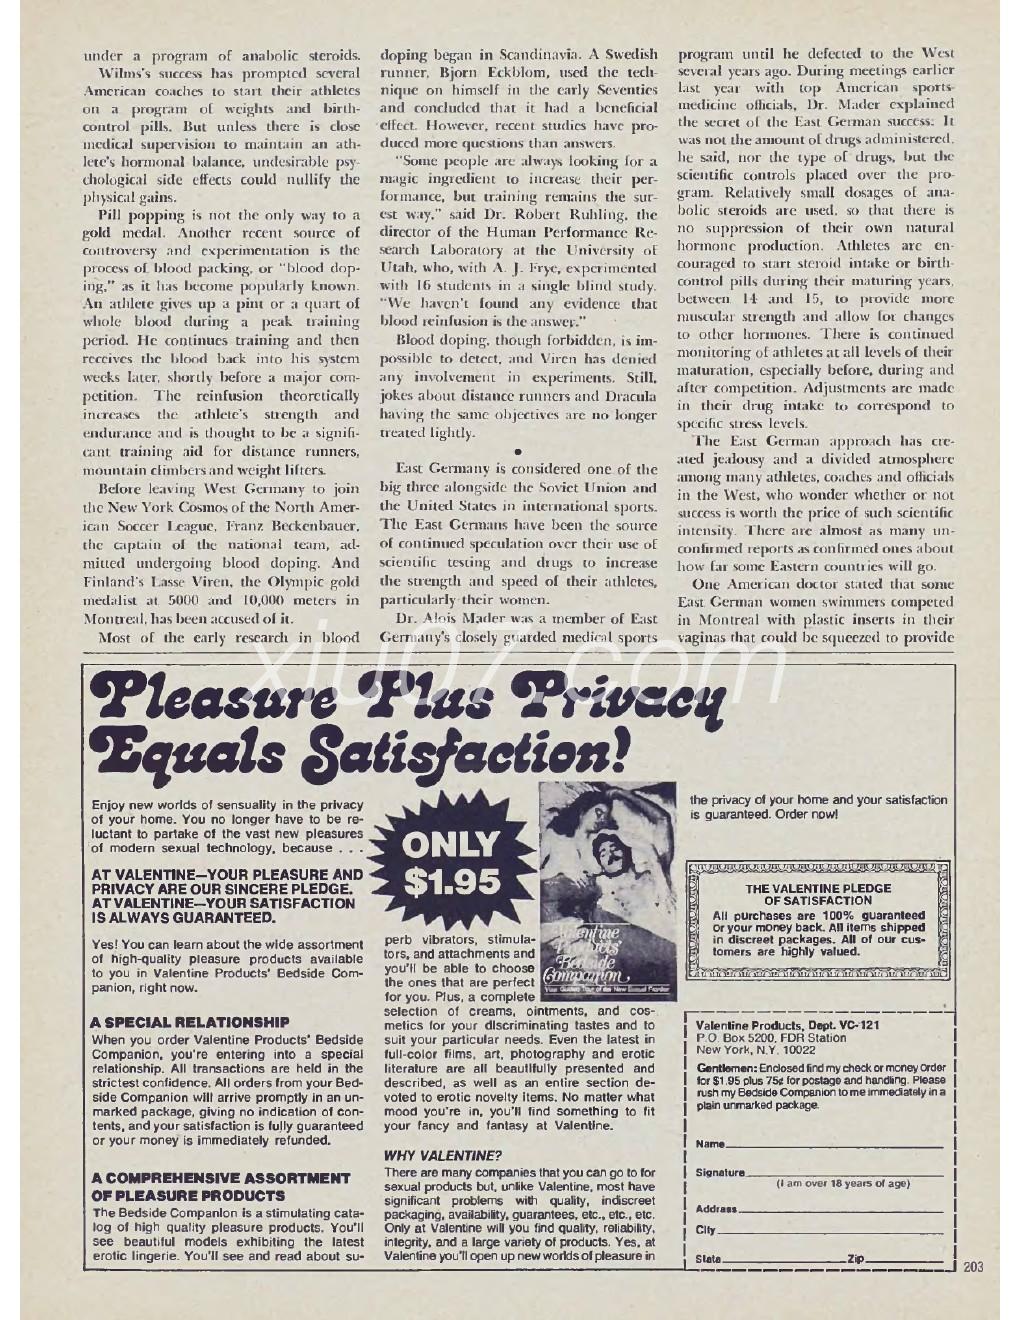 under a program of anabolic steroids.
Wilms's success has prompted several
American coaches to start their athletes
on a program of weights and birth-
control pills. But unless there is close
medical supervision to maintain an ath-
lete's hormonal balance, undesirable psy-
chological side effects could nullify the
physical gains.
Pill popping is not the only way to a
gold medal. Another recent source of
controversy and experimentation is the
process of blood packing, or "blood dop-
ing," as it has become popularly known.
An athlete gives up a pint or a quart of
whole blood during a peak training
period. He continues training and then
receives the blood back into his system
weeks later, shortly before a major com-
petition. The reinfusion theoretically
increases the athlete's strength and
endurance and is thought to be a signifi-
cant training aid for distance runners,
mountain climbers and weight lifters.
Before leaving West Germany to join
the New York Cosmos of the North Amer-
ican Soccer League, Franz Beckenbauer,
the captain of the national team, ad-
mitted undergoing blood doping. And
Finland's Lasse Viren, the Olympic gold
medalist at 5000 and 10,000 meters in
Montreal, has been accused of it.
Most of the early research in blood
doping began in Scandinavia. A Swedish
runner, Bjorn Eckblom, used the tech-
nique on himself in the early Seventies
and concluded that it had a beneficial
effect. However, recent studies have pro-
duced more questions than answers.
"Some people are always looking for a
magic ingredient to increase their per-
formance, but training remains the sur-
est way," said Dr. Robert Ruhling, the
director of the Human Performance Re-
search Laboratory at the University of
Utah, who, with A. J. Frye, experimented
with 16 students in a single blind study.
"We haven't found any evidence that
blood reinfusion is the answer."
Blood doping, though forbidden, is im-
possible to detect, and Viren has denied
any involvement in experiments. Still,
jokes about distance runners and Dracula
having the same objectives are no longer
treated lightly.
•
East Germany is considered one of the
big three alongside the Soviet Union and
the United States in international sports.
The East Germans have been the source
of continued speculation over their use of
scientific testing and drugs to increase
the strength and speed of their athletes,
particularly their women.
Dr. Alois Mader was a member of East
Germany's closely guarded medical sports
program until he defected to the West
several years ago. During meetings earlier
last year with top American sports-
medicine officials, Dr. Mader explained
the secret of the East German success: It
was not the amount of drugs administered,
he said, nor the type of drugs, but the
scientific controls placed over the pro-
gram. Relatively small dosages of ana-
bolic steroids are used, so that there is
no suppression of their own natural
hormone production. Athletes are en-
couraged to start steroid intake or birth-
control pills during their maturing years,
between 14 and 15, to provide more
muscular strength and allow for changes
to other hormones. There is continued
monitoring of athletes at all levels of their
maturation, especially before, during and
after competition. Adjustments are made
in their drug intake to correspond to
specific stress levels.
The East German approach has cre-
ated jealousy and a divided atmosphere
among many athletes, coaches and officials
in the West, who wonder whether or not
success is worth the price of such scientific
intensity. There are almost as many un-
confirmed reports as confirmed ones about
how far some Eastern countries will go.
One American doctor stated that some
East German women swimmers competed
in Montreal with plastic inserts in their
vaginas that could be squeezed to provide
xiu07.com
Pleasure Plus Privacy
Equals Satisfaction!
Enjoy new worlds of sensuality in the privacy
of your home. You no longer have to be re-
luctant to partake of the vast new pleasures
of modern sexual technology, because . . .
AT VALENTINE—YOUR PLEASURE AND
PRIVACY ARE OUR SINCERE PLEDGE.
AT VALENTINE—YOUR SATISFACTION
IS ALWAYS GUARANTEED.
Yes! You can learn about the wide assortment
of high-quality pleasure products available
to you in Valentine Products' Bedside Com-
panion, right now.
A SPECIAL RELATIONSHIP
When you order Valentine Products' Bedside
Companion, you're entering into a special
relationship. All transactions are held in the
strictest confidence. All orders from your Bed-
side Companion will arrive promptly in an un-
marked package, giving no indication of con-
tents, and your satisfaction is fully guaranteed
or your money is immediately refunded.
A COMPREHENSIVE ASSORTMENT
OF PLEASURE PRODUCTS
The Bedside Companion is a stimulating cata-
log of high quality pleasure products. You'll
see beautiful models exhibiting the latest
erotic lingerie. You'll see and read about su-
ONLY
$1.95
Valentine
Products'
Bedside
Companion
Your Guided Tour of the New Sexual Frontier
perb vibrators, stimula-
tors, and attachments and
you'll be able to choose
the ones that are perfect
for you. Plus, a complete
selection of creams, ointments, and cos-
metics for your discriminating tastes and to
suit your particular needs. Even the latest in
full-color films, art, photography and erotic
literature are all beautifully presented and
described, as well as an entire section de-
voted to erotic novelty items. No matter what
mood you're in, you'll find something to fit
your fancy and fantasy at Valentine.
WHY VALENTINE?
There are many companies that you can go to for
sexual products but, unlike Valentine, most have
significant problems with quality, indiscreet
packaging, availability, guarantees, etc., etc., etc.
Only at Valentine will you find quality, reliability,
integrity, and a large variety of products. Yes, at
Valentine you'll open up new worlds of pleasure in
the privacy of your home and your satisfaction
is guaranteed. Order now!
THE VALENTINE PLEDGE
OF SATISFACTION
All purchases are 100% guaranteed
or your money back. All items shipped
in discreet packages. All of our cus-
tomers are highly valued.
Valentine Products, Dept. VC-121
P.O. Box 5200, FDR Station
New York, N.Y. 10022
Gentlemen: Enclosed find my check or money order
for $1.95 plus 75¢ for postage and handling. Please
rush my Bedside Companion to me immediately in a
plain unmarked package.
Name
Signature
(I am over 18 years of age)
Address
City
State Zip
203